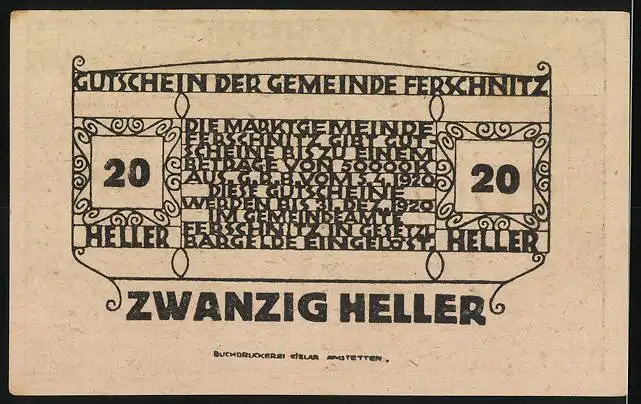 GUTSCHEIN DER GEMEINDE FERSCHNITZ
20
HELLER
DIE MARKTGEMEINDE
FERSCHNITZ GIBT GUT-
SCHEINE BIS ZU EINEM
BETRAGE VON 50000 K
AUS, G.R.B. VOM 5/4 1920
DIESE GUTSCHEINE
WERDEN BIS 31. DEZ. 1920
IM GEMEINDEAMTE
FERSCHNITZ IN GESETZL.
BARGELDE EINGELÖST.
20
HELLER
ZWANZIG HELLER
BUCHDRUCKEREI AMSTETTEN.